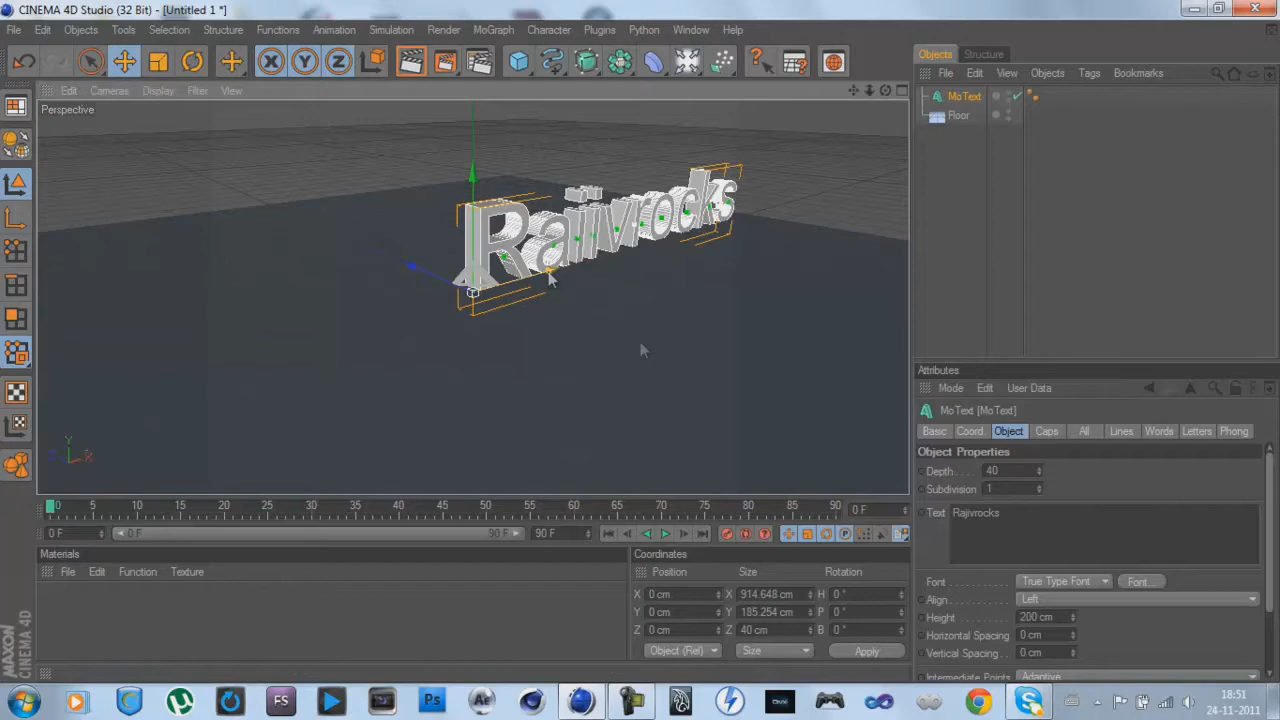 CINEMA 4D Studio (32 Bit) - [Untitled 1 *]
File Edit Objects Tools Selection Structure Functions Animation Simulation Render MoGraph Character Plugins Python Window Help
X Y Z
Objects Structure
File Edit View Objects Tags Bookmarks
Edit Cameras Display Filter View
MoText
Perspective
Floor
Rajivrocks
Attributes
Mode Edit User Data
MoText [MoText]
Basic Coord. Object Caps All Lines Words Letters Phong
Object Properties
Depth . . . . 40
Y
Z X
Subdivision 1
0 5 10 15 20 25 30 35 40 45 50 55 60 65 70 75 80 85 90 0 F
Text Rajivrocks
0 F 0 F 90 F 90 F
Materials
Coordinates
File Edit Function Texture
Position Size Rotation
Font . . . . . . . . . . . True Type Font Font...
X 0 cm X 914.648 cm H 0 °
Align . . . . . . . . . . . Left
Y 0 cm Y 185.254 cm P 0 °
Height . . . . . . . . . 200 cm
Z 0 cm Z 40 cm B 0 °
Horizontal Spacing 0 cm
Object (Rel) Size Apply
Vertical Spacing . . 0 cm
Intermediate Points Adaptive
MAXON
CINEMA 4D
FS Ps Ae
18:51
24-11-2011